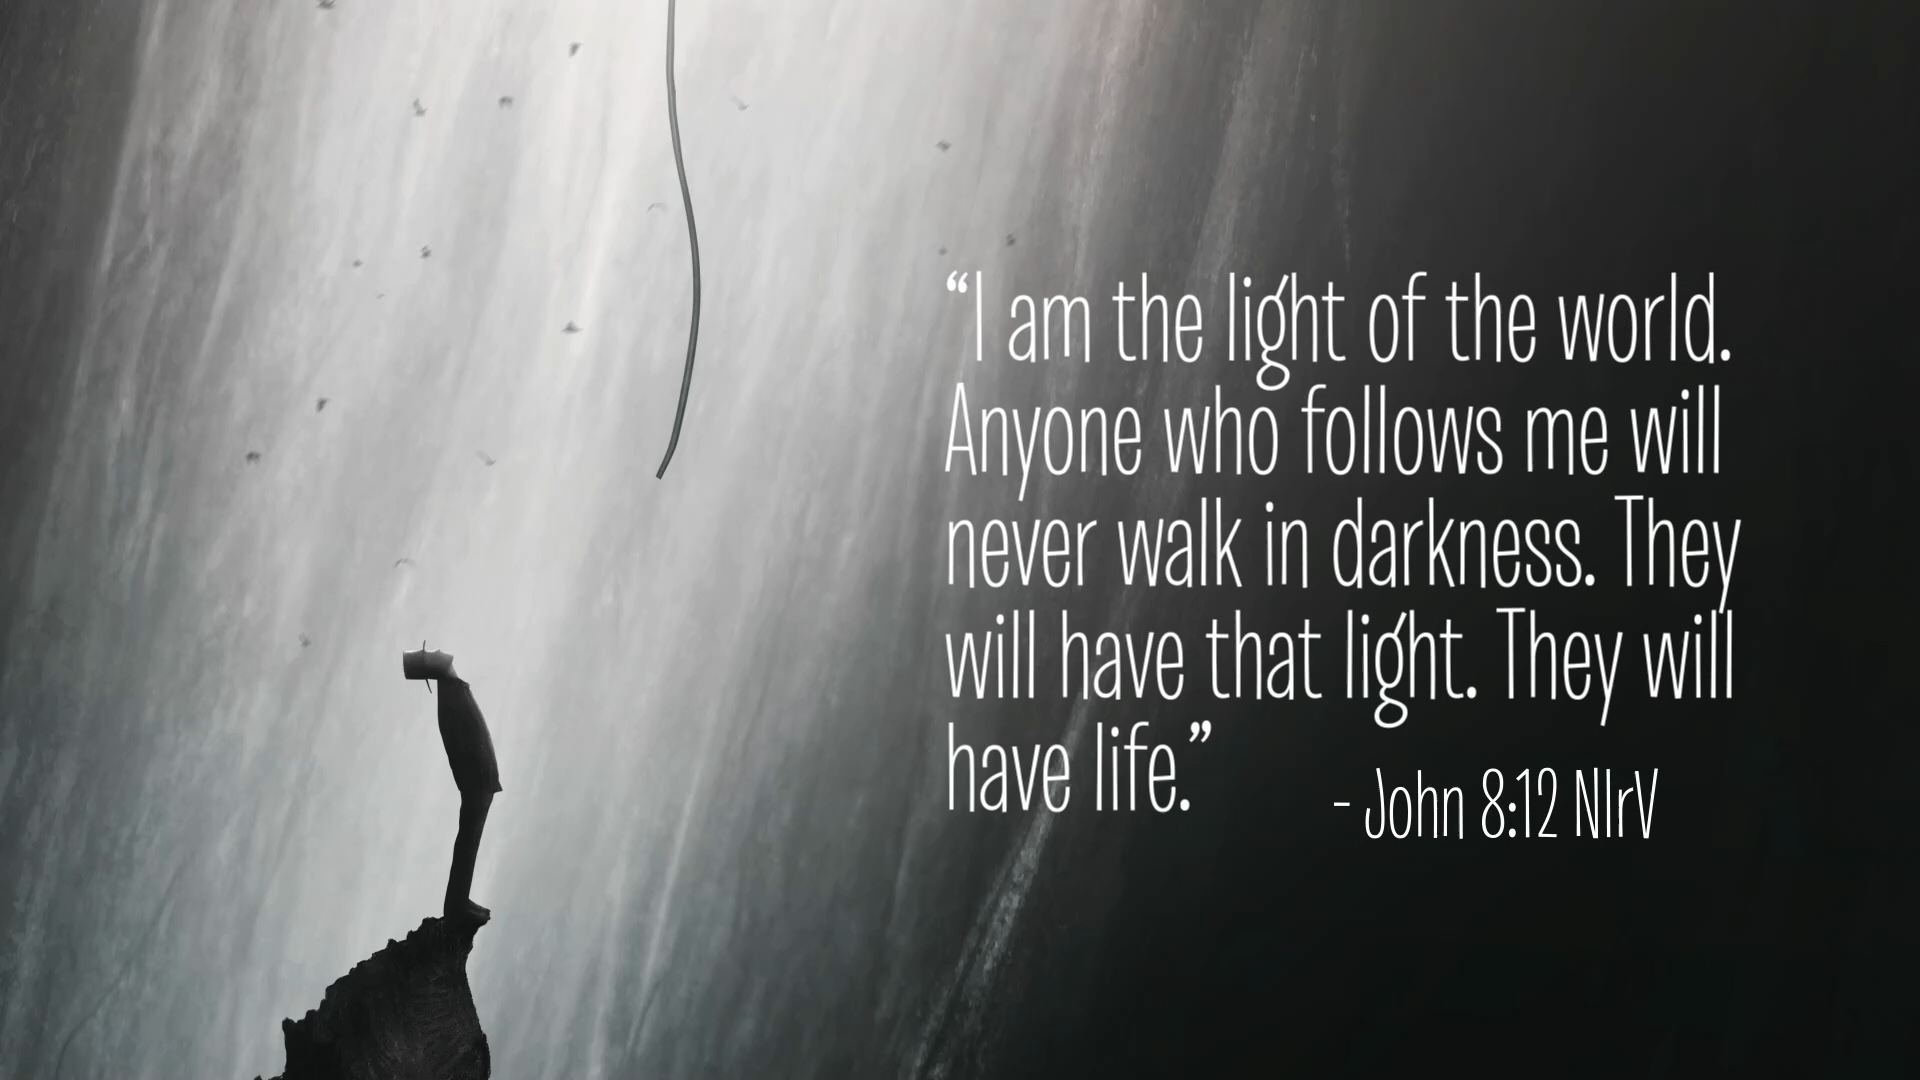 “I am the light of the world.
Anyone who follows me will
never walk in darkness. They
will have that light. They will
have life.”
- John 8:12 NIrV